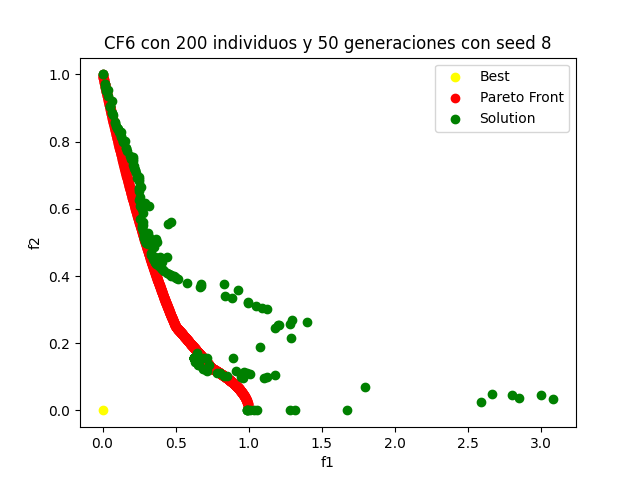 CF6 con 200 individuos y 50 generaciones con seed 8
Best
Pareto Front
Solution
1.0
0.8
0.6
0.4
0.2
0.0
f2
0.0 0.5 1.0 1.5 2.0 2.5 3.0
f1